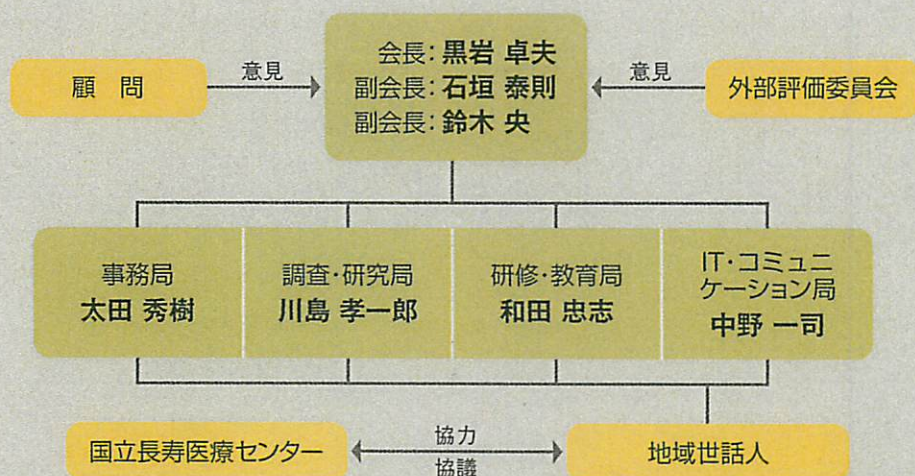 会長:黒岩 卓夫
副会長:石垣 泰則
副会長:鈴木 央
顧 問
意見
意見
外部評価委員会
事務局
太田 秀樹
調査・研究局
川島 孝一郎
研修・教育局
和田 忠志
IT・コミュニ
ケーション局
中野 一司
国立長寿医療センター
協力
協議
地域世話人